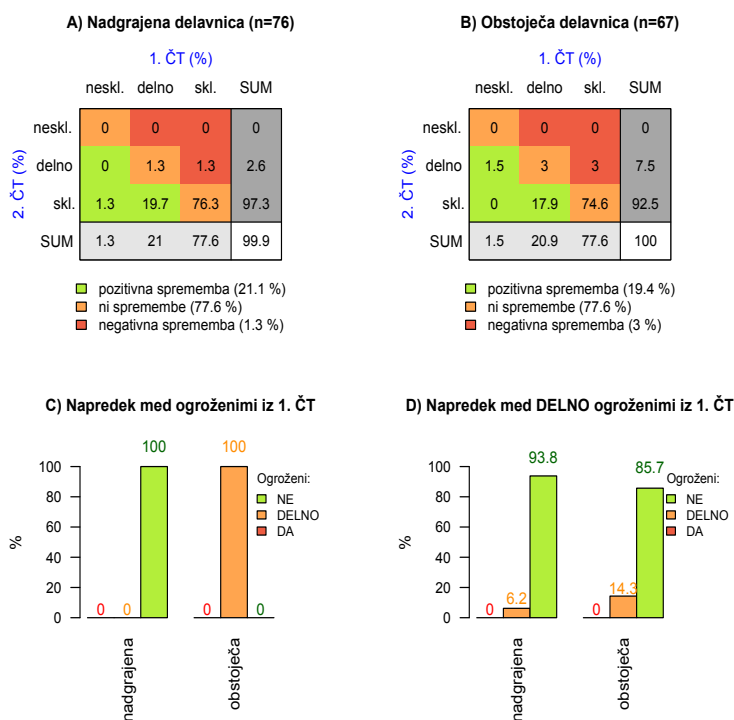 A) Nadgrajena delavnica (n=76)
1. ČT (%)
neskl. delno skl. SUM
neskl. 0 0 0 0
delno 0 1.3 1.3 2.6
skl. 1.3 19.7 76.3 97.3
SUM 1.3 21 77.6 99.9
2. ČT (%)
pozitivna sprememba (21.1 %)
ni spremembe (77.6 %)
negativna sprememba (1.3 %)
B) Obstoječa delavnica (n=67)
1. ČT (%)
neskl. delno skl. SUM
neskl. 0 0 0 0
delno 1.5 3 3 7.5
skl. 0 17.9 74.6 92.5
SUM 1.5 20.9 77.6 100
2. ČT (%)
pozitivna sprememba (19.4 %)
ni spremembe (77.6 %)
negativna sprememba (3 %)
C) Napredek med ogroženimi iz 1. ČT
100 100
100
80
60
40
20
0
%
0 0 0 0
Ogroženi:
NE
DELNO
DA
nadgrajena
obstoječa
D) Napredek med DELNO ogroženimi iz 1. ČT
93.8
85.7
100
80
60
40
20
0
%
0 6.2 0 14.3
Ogroženi:
NE
DELNO
DA
nadgrajena
obstoječa